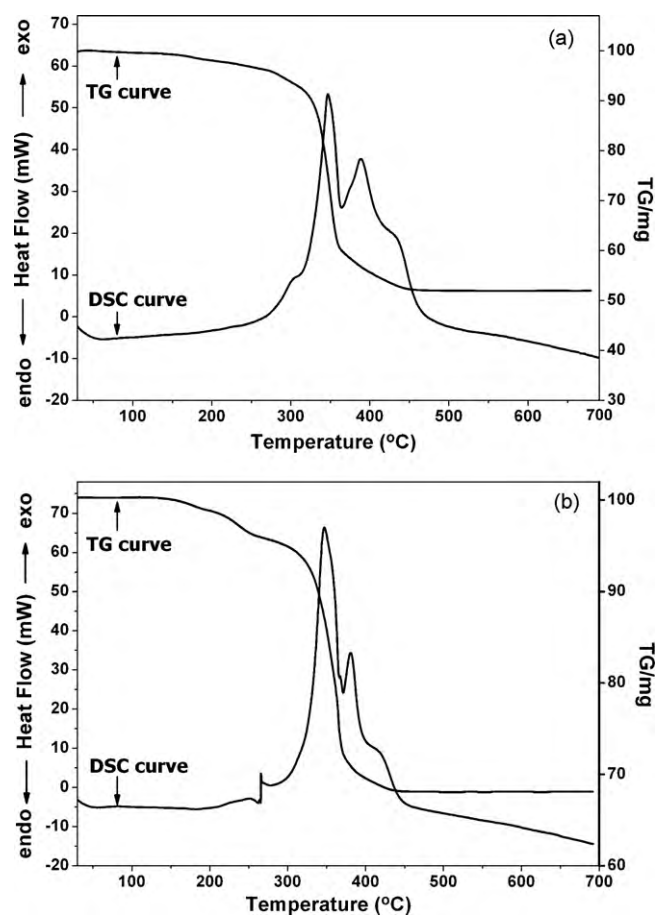 (a)
70
60
50
40
30
20
10
0
-10
-20
endo ← Heat Flow (mW) → exo
TG curve
DSC curve
100
90
80
70
60
50
40
30
TG/mg
100 200 300 400 500 600 700
Temperature (°C)
(b)
70
60
50
40
30
20
10
0
-10
-20
endo ← Heat Flow (mW) → exo
TG curve
DSC curve
100
90
80
70
60
TG/mg
100 200 300 400 500 600 700
Temperature (°C)